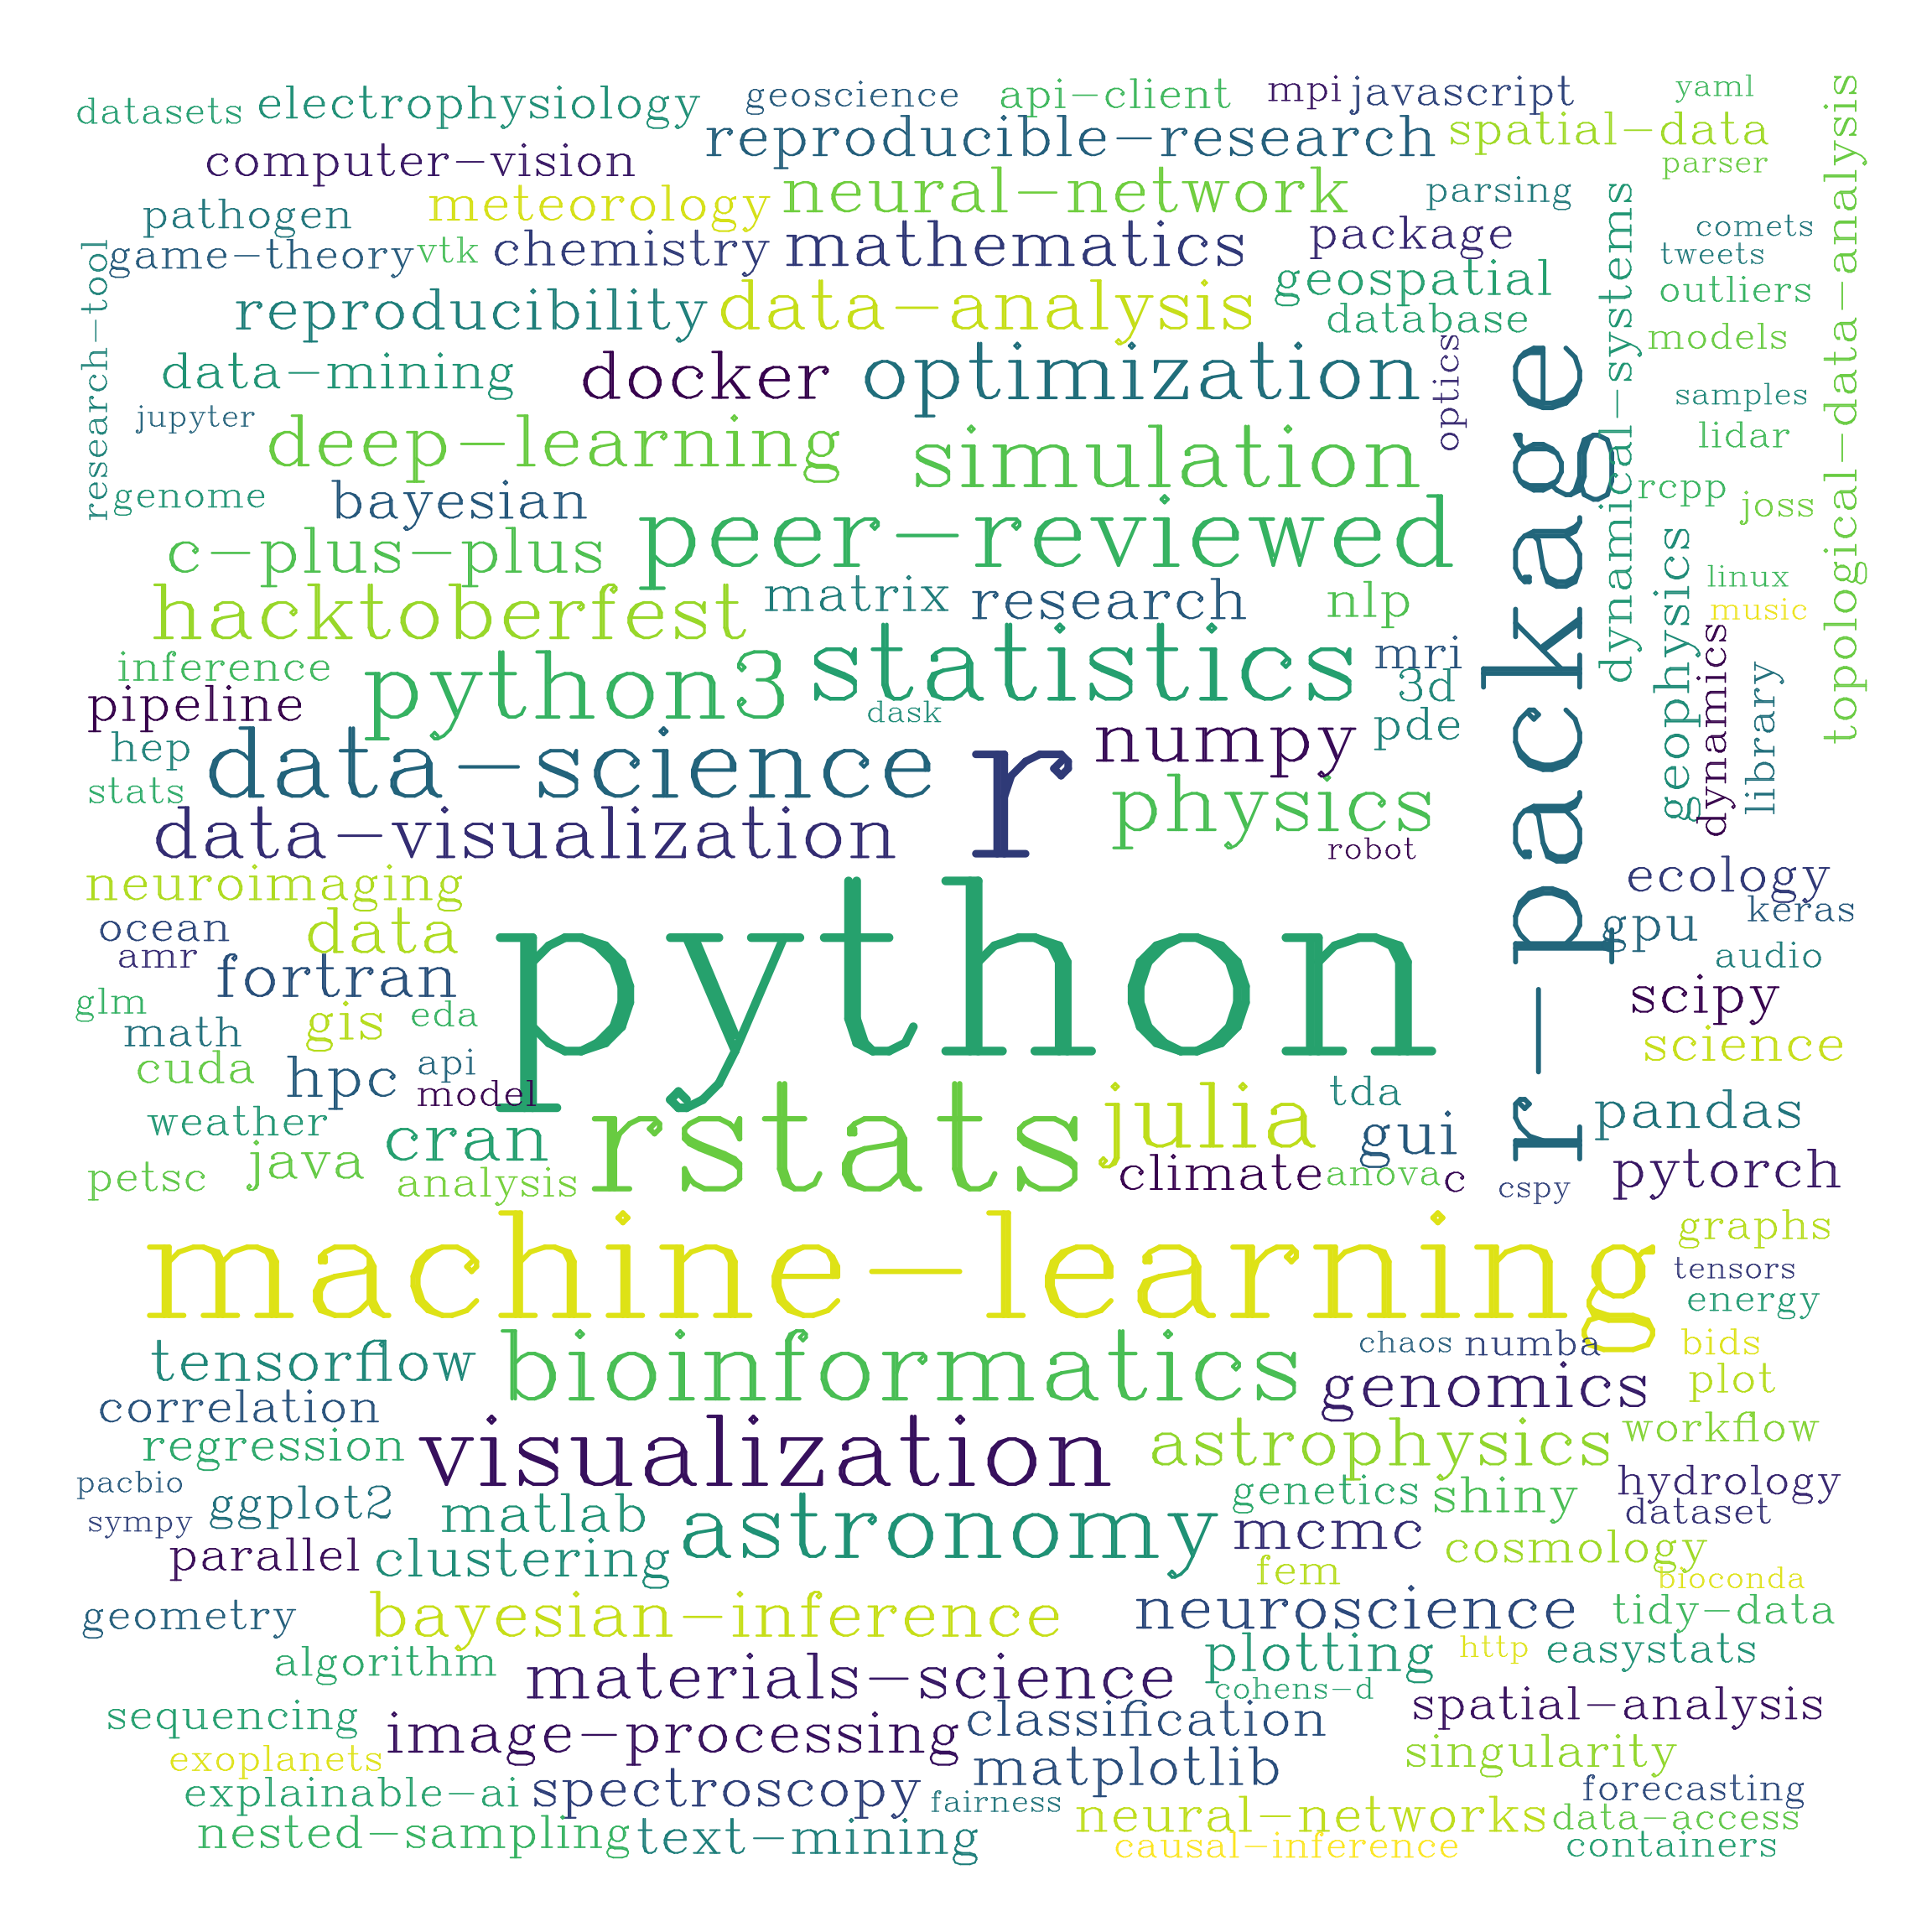 datasets
electrophysiology
geoscience
api-client
mpi
javascript
yaml
computer-vision
reproducible-research
spatial-data
parser
pathogen
meteorology
neural-network
parsing
topological-data-analysis
research-tool
game-theory
vtk
chemistry
mathematics
package
dynamical-systems
comets
tweets
reproducibility
data-analysis
geospatial
database
outliers
models
data-mining
docker
optimization
optics
r-package
samples
jupyter
deep-learning
simulation
lidar
genome
bayesian
peer-reviewed
rcpp
joss
c-plus-plus
hacktoberfest
matrix
research
nlp
geophysics
linux
music
inference
python3
statistics
mri
3d
dynamics
library
pipeline
dask
hep
data-science
r
numpy
pde
stats
data-visualization
physics
robot
neuroimaging
ecology
ocean
data
python
gpu
keras
amr
fortran
audio
glm
gis
eda
scipy
math
science
cuda
hpc
api
model
weather
cran
rstats
julia
tda
gui
pandas
petsc
java
analysis
climate
anova
c
cspy
pytorch
machine-learning
graphs
tensors
energy
tensorflow
bioinformatics
chaos
numba
bids
correlation
genomics
plot
regression
visualization
astrophysics
workflow
pacbio
ggplot2
matlab
astronomy
genetics
shiny
hydrology
sympy
mcmc
dataset
parallel
clustering
fem
cosmology
bioconda
geometry
bayesian-inference
neuroscience
tidy-data
algorithm
materials-science
plotting
http
easystats
cohens-d
sequencing
image-processing
classification
spatial-analysis
exoplanets
matplotlib
singularity
explainable-ai
spectroscopy
fairness
forecasting
nested-sampling
text-mining
neural-networks
data-access
causal-inference
containers